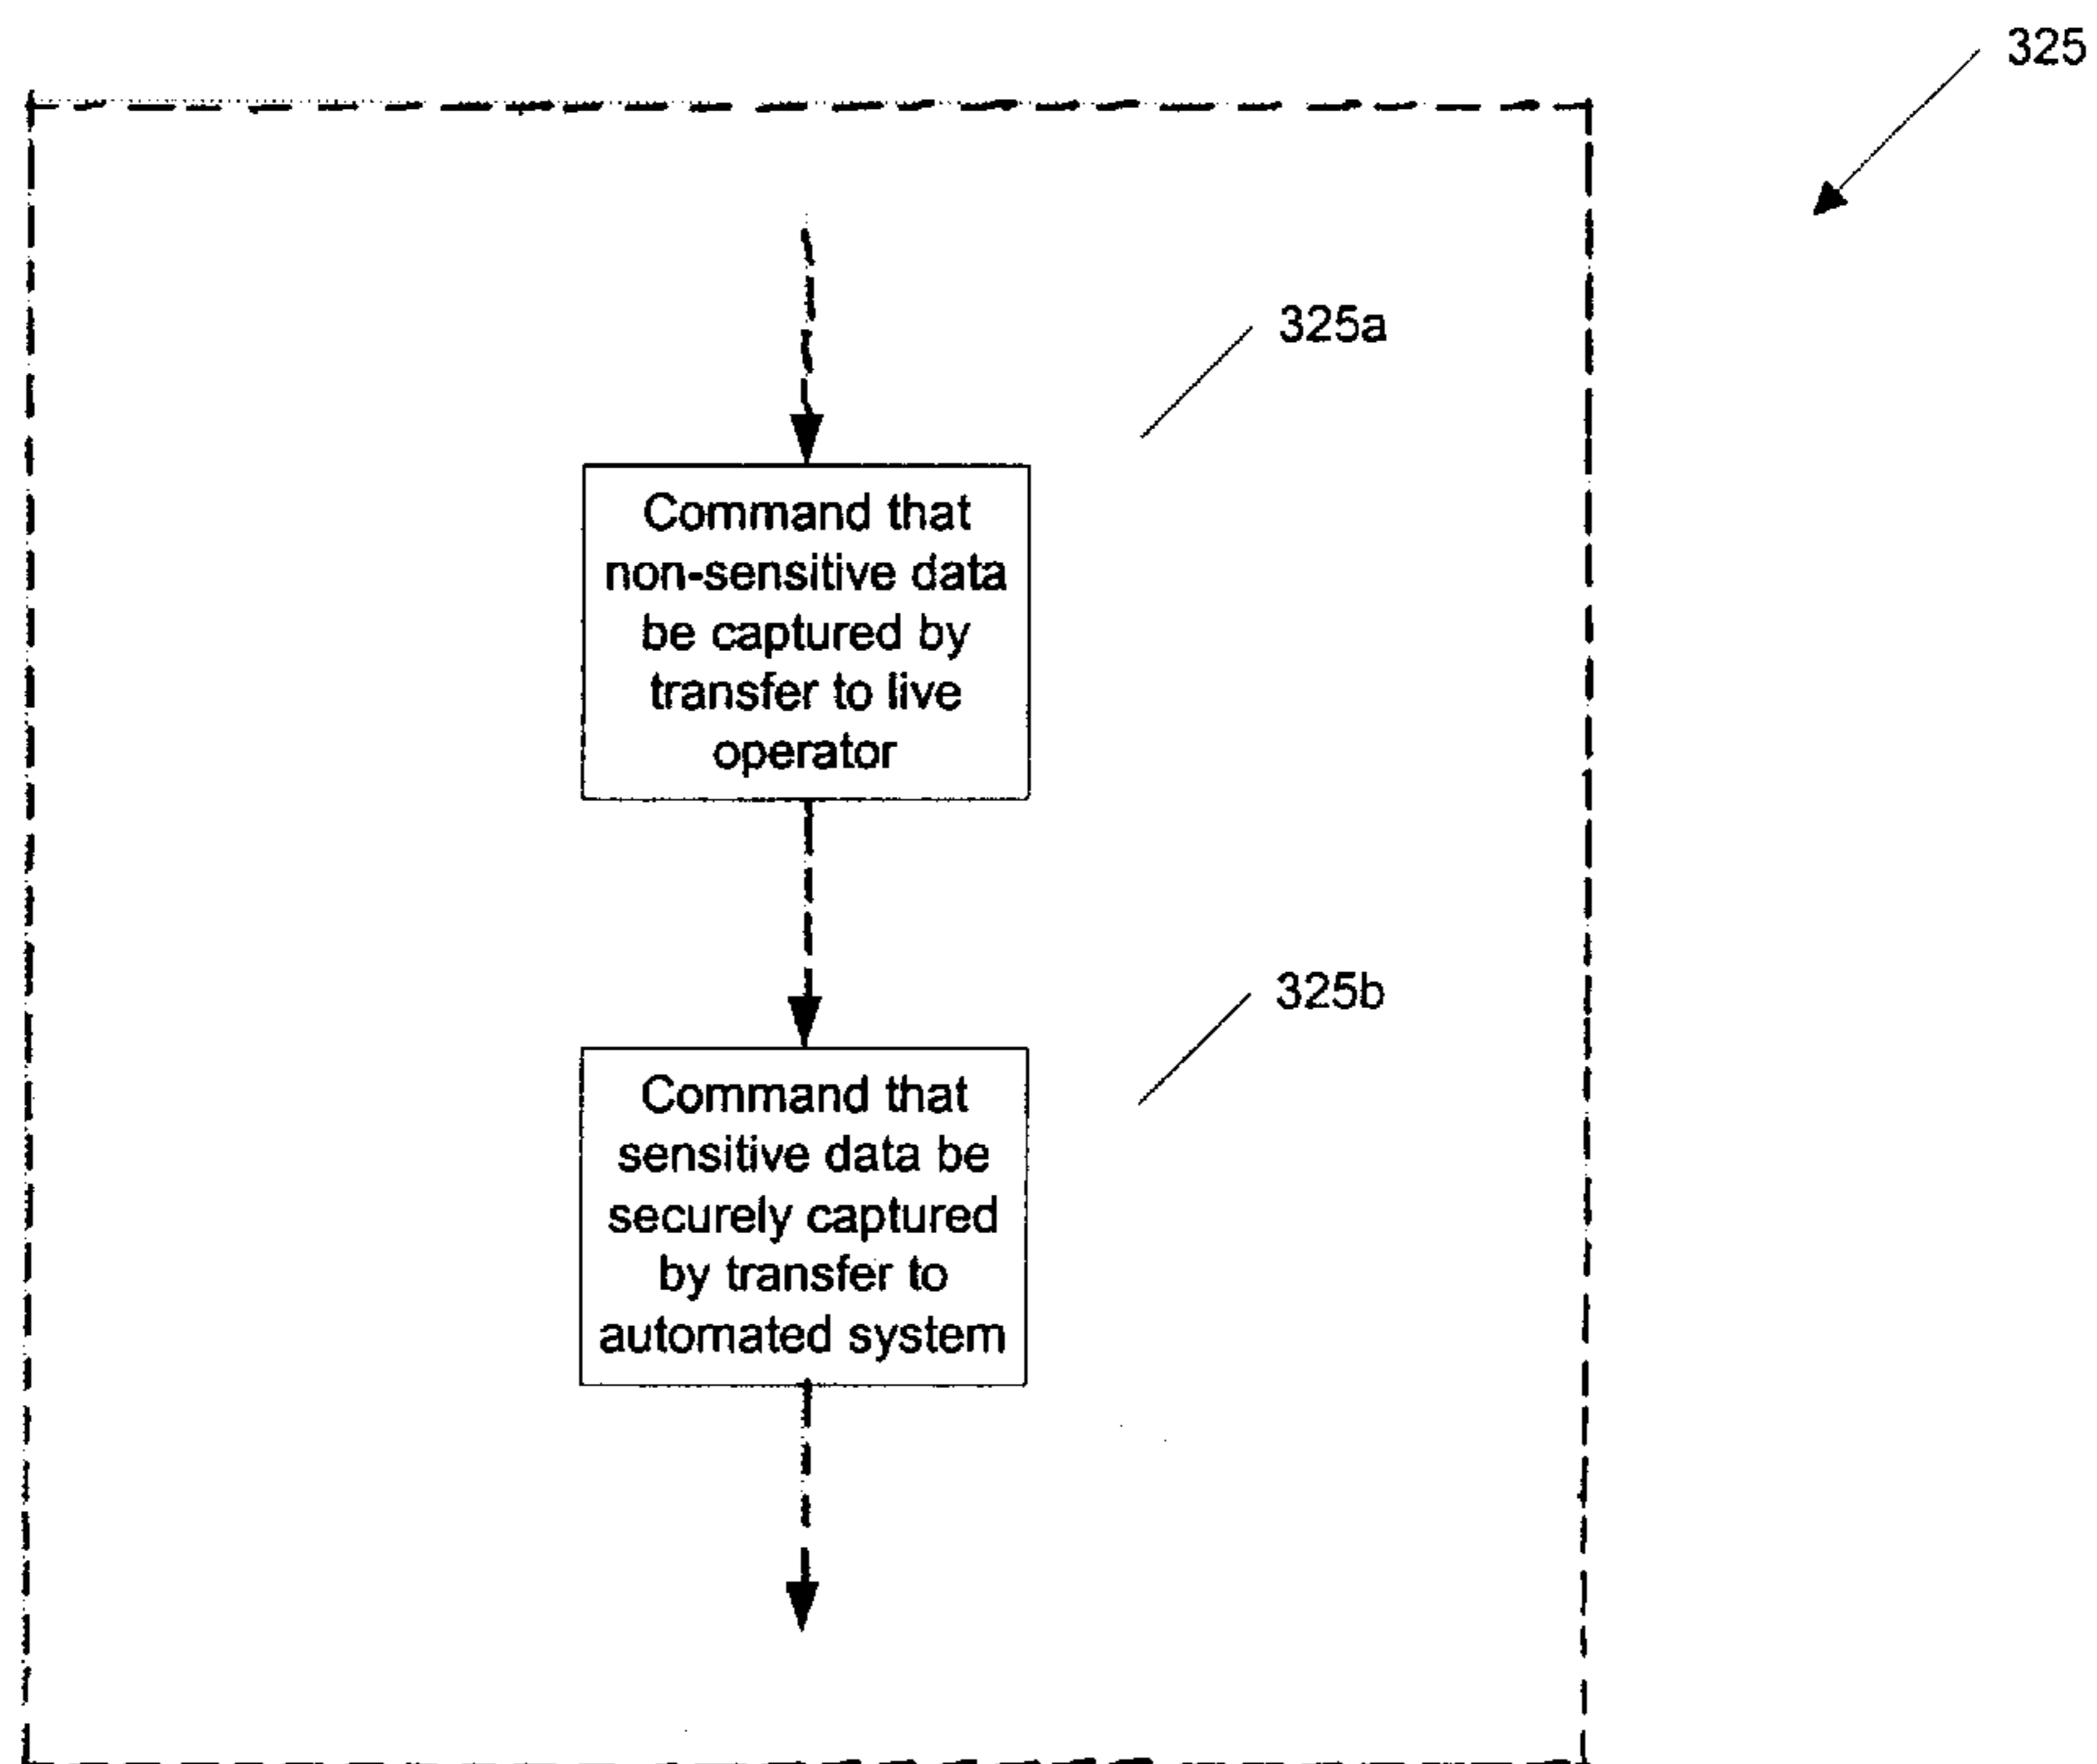 325
325a
Command that
non-sensitive data
be captured by
transfer to live
operator
325b
Command that
sensitive data be
securely captured
by transfer to
automated system